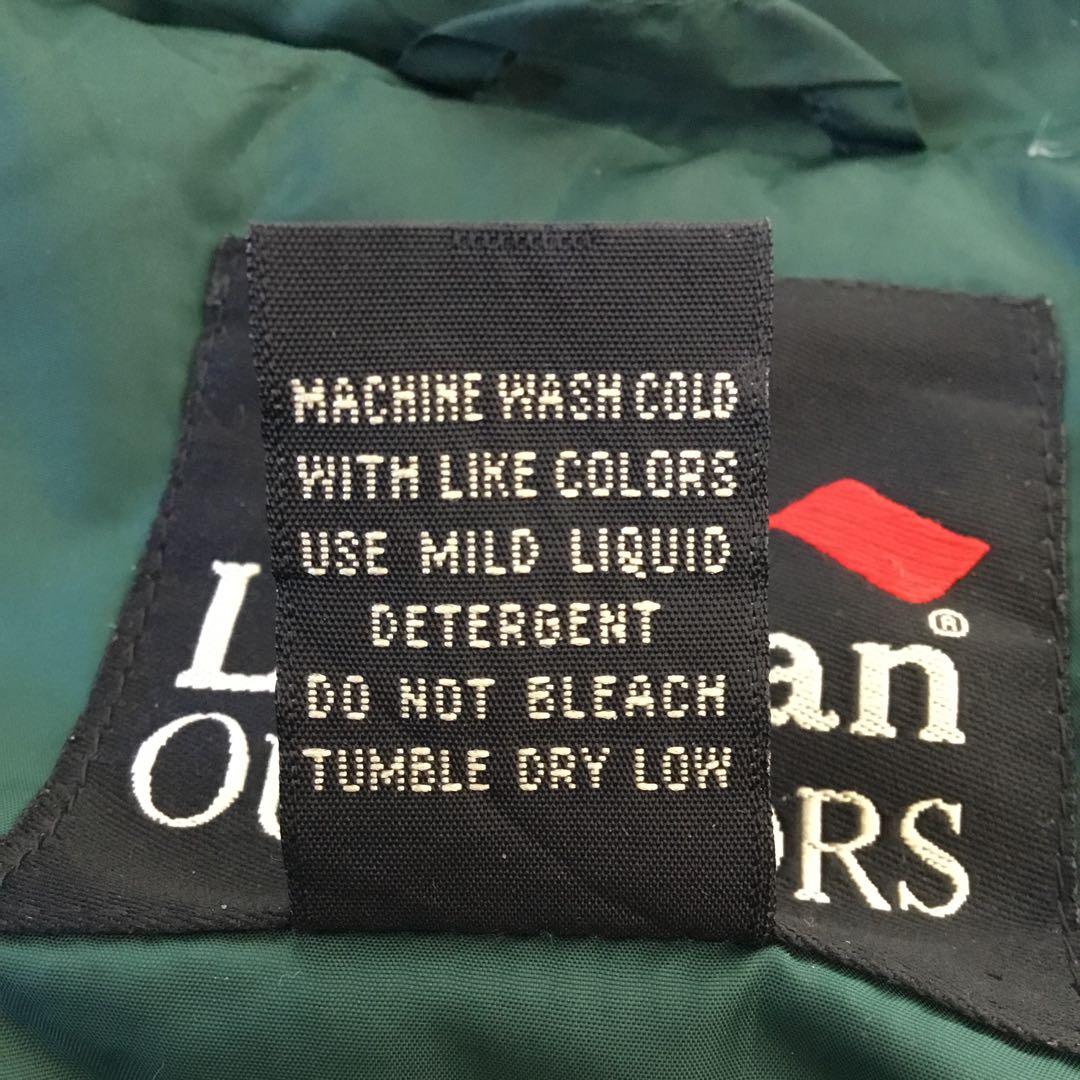 MACHINE WASH COLD
WITH LIKE COLORS
USE MILD LIQUID
DETERGENT
DO NOT BLEACH
TUMBLE DRY LOW